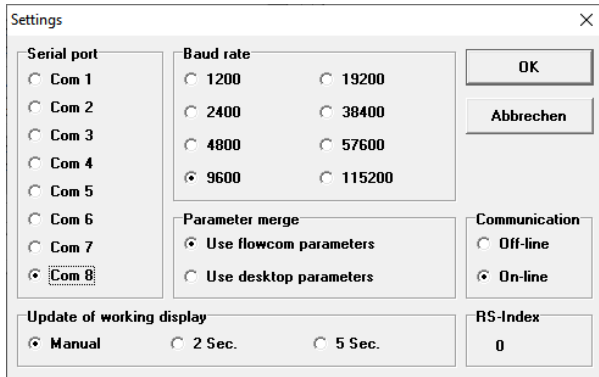 Settings
Serial port
Com 1
Com 2
Com 3
Com 4
Com 5
Com 6
Com 7
Com 8
Baud rate
1200
19200
2400
38400
4800
57600
9600
115200
OK
Abbrechen
Parameter merge
Use flowcom parameters
Use desktop parameters
Communication
Off-line
On-line
Update of working display
Manual
2 Sec.
5 Sec.
RS-Index
0